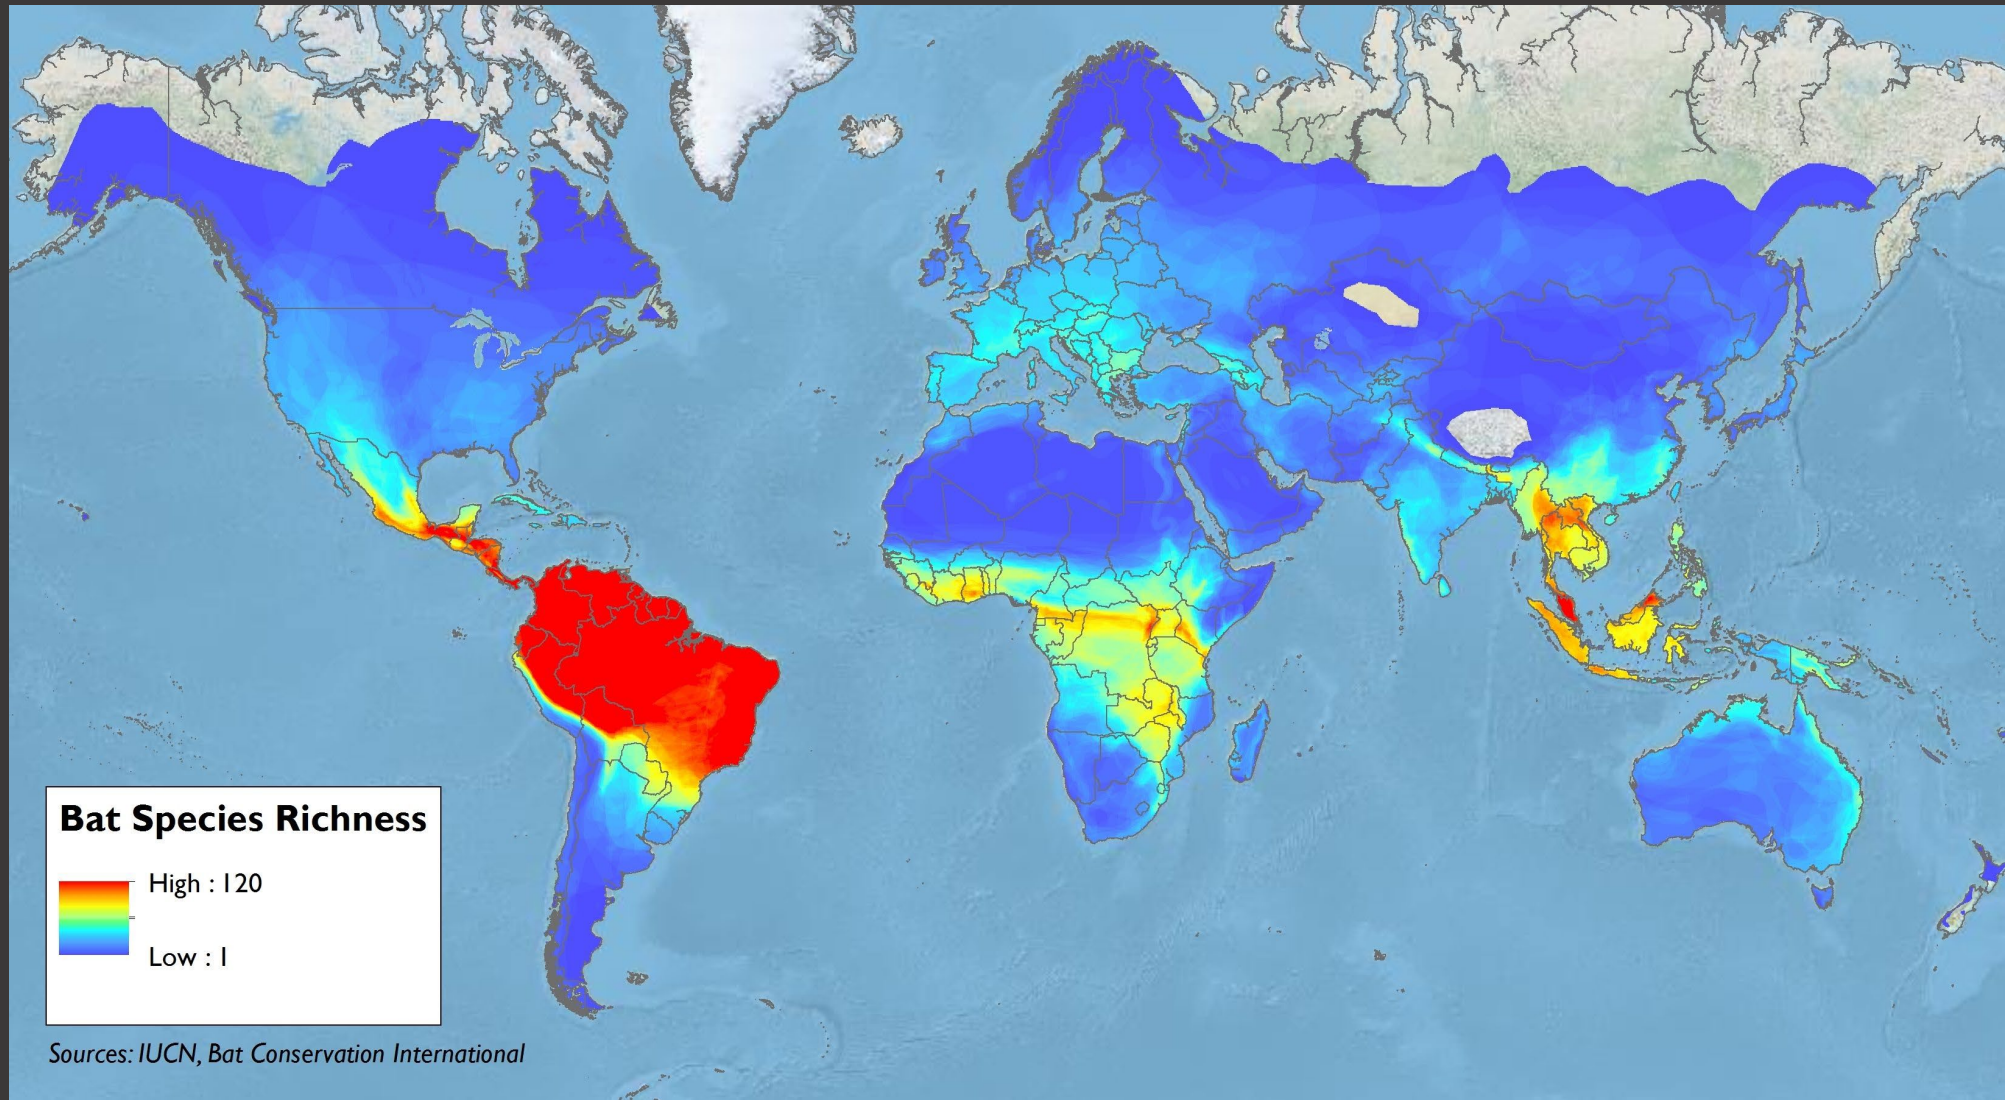 Bat Species Richness
High : 120
Low : 1
Sources: IUCN, Bat Conservation International